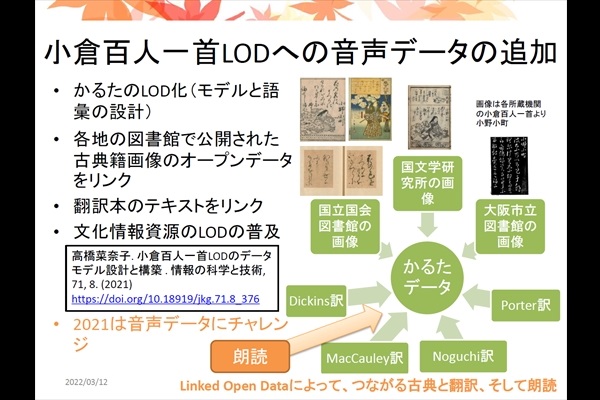 小倉百人一首LODへの音声データの追加
• かるたのLOD化（モデルと語
彙の設計）
• 各地の図書館で公開された
古典籍画像のオープンデータ
をリンク
• 翻訳本のテキストをリンク
• 文化情報資源のLODの普及
高橋菜奈子. 小倉百人一首LODのデータ
モデル設計と構築. 情報の科学と技術,
71, 8. (2021)
https://doi.org/10.18919/jkg.71.8_376
• 2021は音声データにチャレン
ジ
朗読
画像は各所蔵機関
の小倉百人一首より
小野小町
国文学研
究所の画
像
国立国会
図書館の
画像
大阪市立
図書館の
画像
かるた
データ
Dickins訳
Porter訳
MacCauley訳
Noguchi訳
2022/03/12
Linked Open Dataによって、つながる古典と翻訳、そして朗読